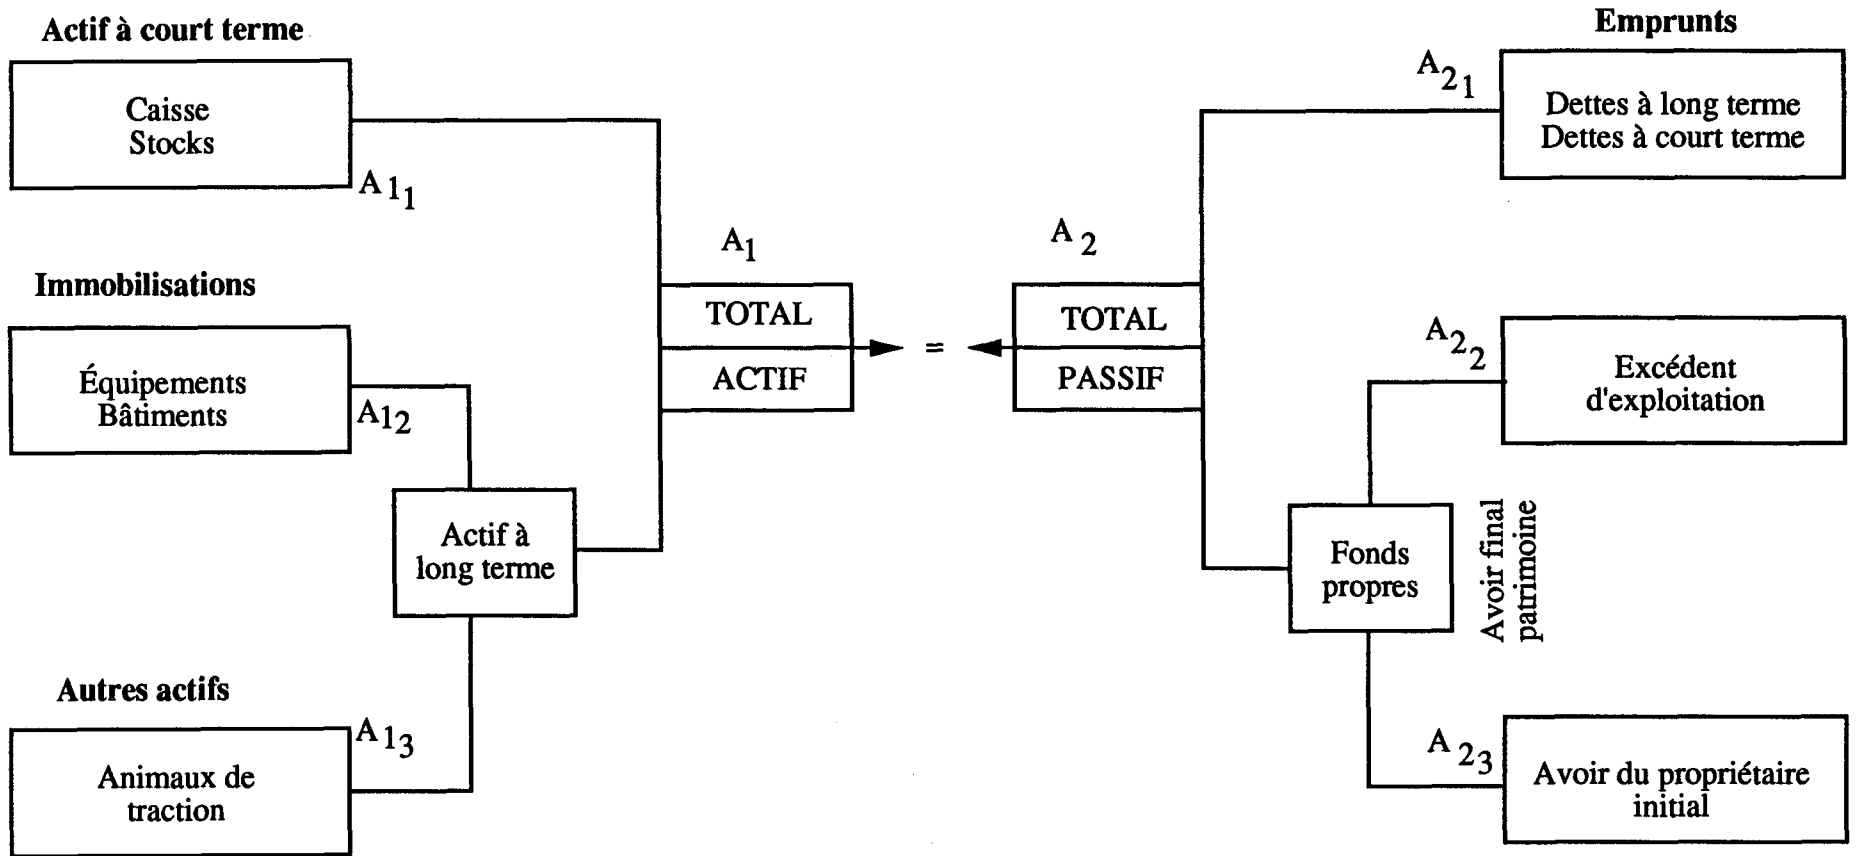 Actif à court terme
Caisse
Stocks
A11
Immobilisations
Équipements
Bâtiments
A12
Actif à
long terme
Autres actifs
A13
Animaux de
traction
A1
TOTAL
ACTIF
=
A2
TOTAL
PASSIF
Emprunts
A21
Dettes à long terme
Dettes à court terme
A22
Excédent
d'exploitation
Fonds
propres
Avoir final
patrimoine
A23
Avoir du propriétaire
initial